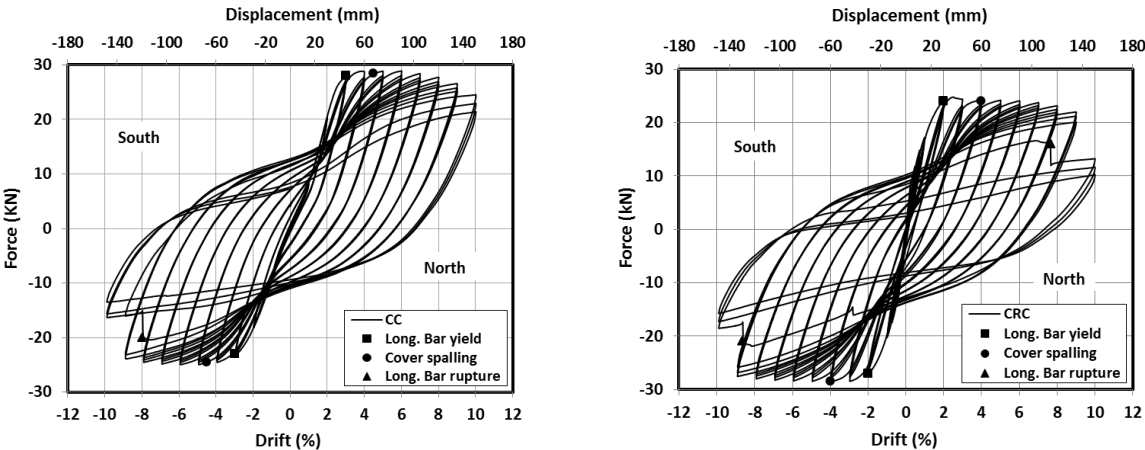 Displacement (mm)
-180 -140 -100 -60 -20 20 60 100 140 180
30
20
10
0
-10
-20
-30
Force (KN)
South
North
CC
Long. Bar yield
Cover spalling
Long. Bar rupture
12 -10 -8 -6 -4 -2 0 2 4 6 8 10 12
Drift (%)
Displacement (mm)
-180 -140 -100 -60 -20 20 60 100 140 180
30
20
10
0
-10
-20
-30
Force (kN)
South
North
CRC
Long. Bar yield
Cover spalling
Long. Bar rupture
-12 -10 -8 -6 -4 -2 0 2 4 6 8 10 12
Drift (%)